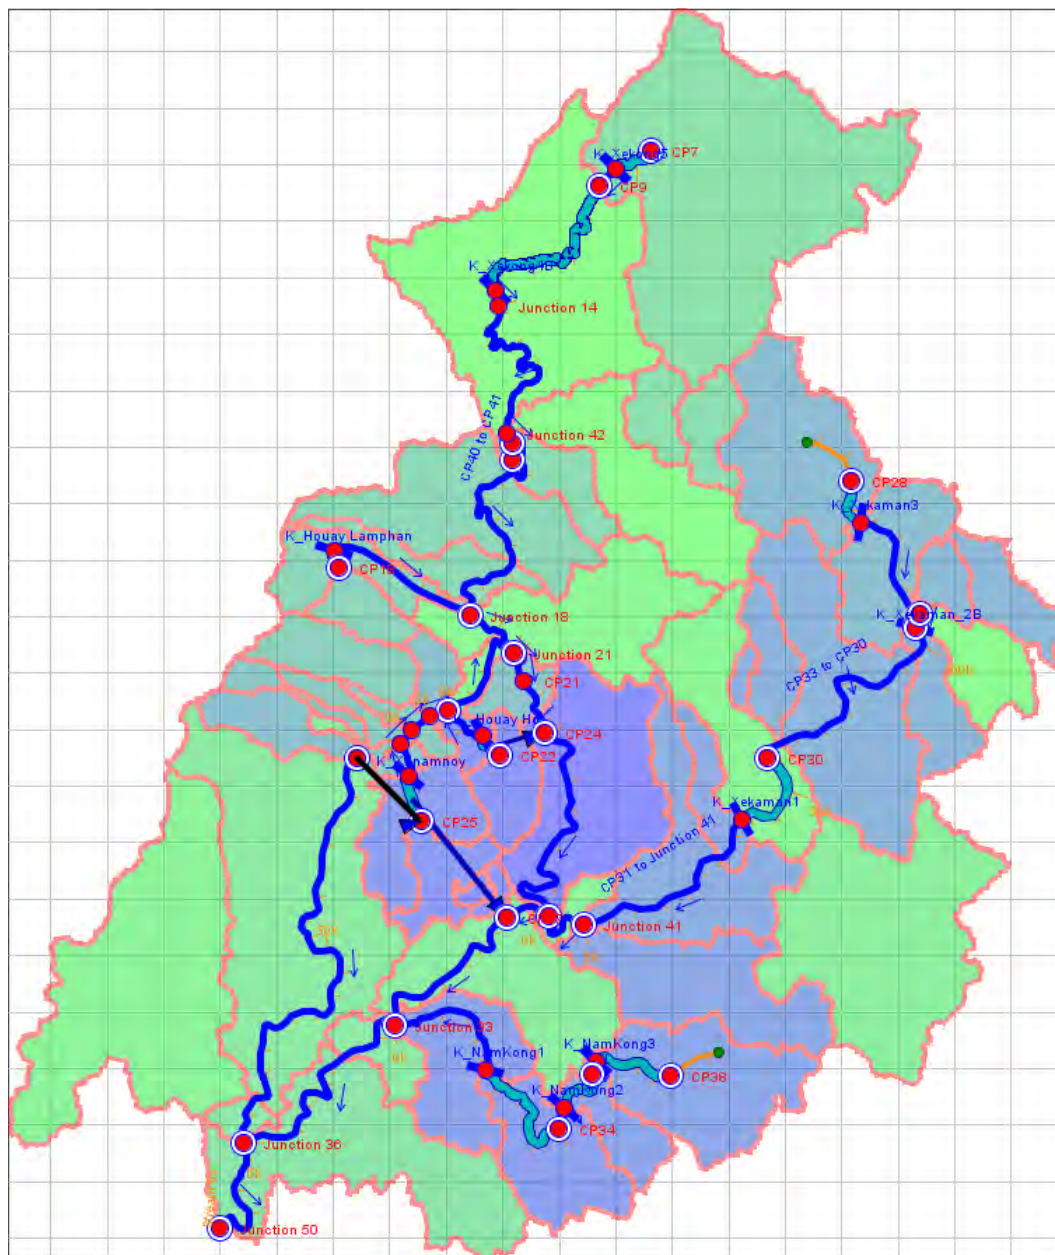 K_Xekong5
CP7
CP9
Junction 14
CP40 to CP41
Junction 42
CP28
K_Xekaman3
K_Houay Lamphan
Junction 18
K_Xekaman_2B
Junction 21
CP33 to CP30
CP21
Houay Ho
CP24
CP22
CP30
K_Xenamnoy
K_Xekaman1
CP25
CP31 to Junction 41
Junction 41
Junction 33
K_NamKong1
K_NamKong3
CP38
K_NamKong2
CP34
Junction 36
Junction 50